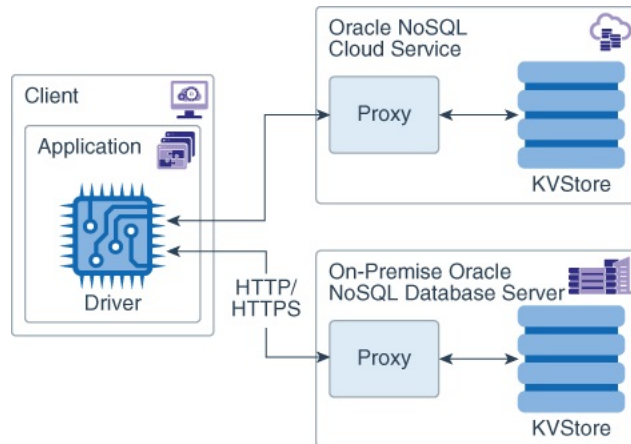 Client
Application
Driver
HTTP/
HTTPS
Oracle NoSQL
Cloud Service
Proxy
KVStore
On-Premise Oracle
NoSQL Database Server
Proxy
KVStore